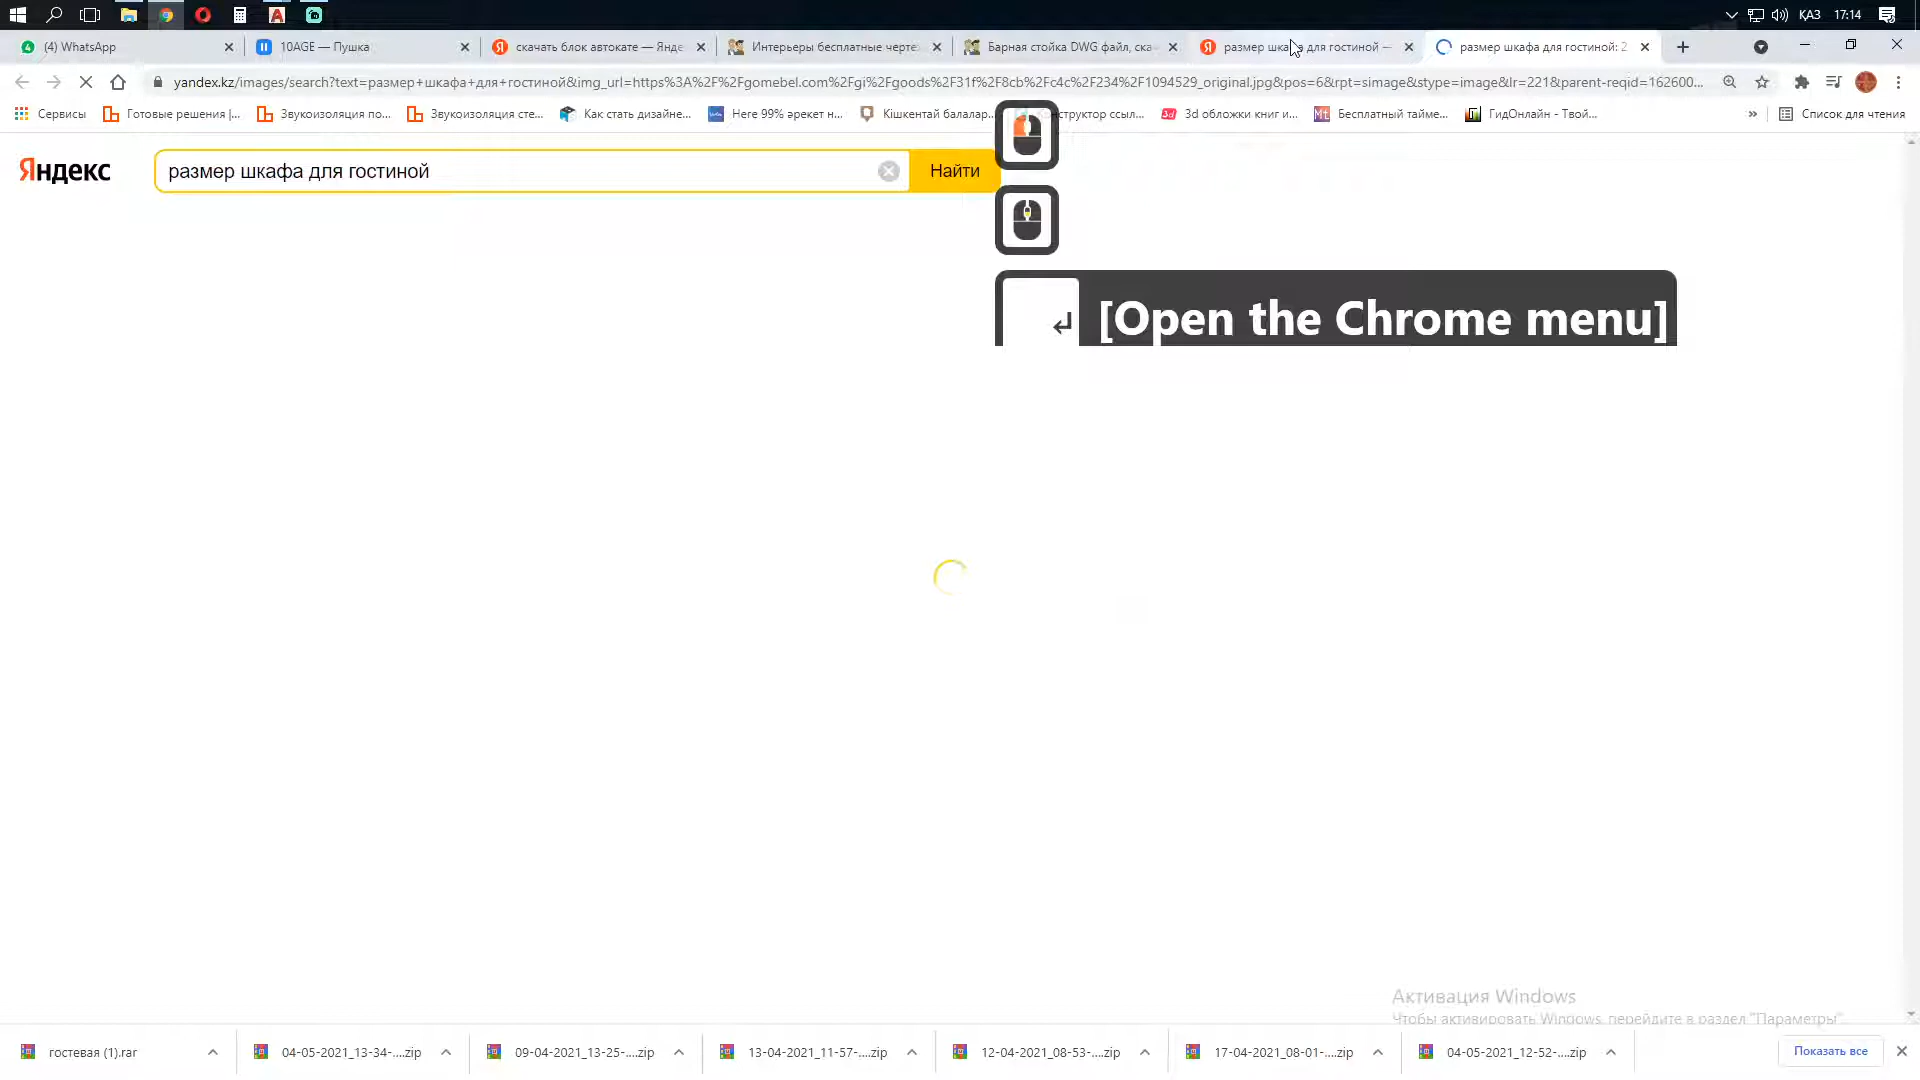 ҚАЗ 17:14
(4) WhatsApp
10AGE — Пушка
скачать блок автокате — Янде
Интерьеры бесплатные черте
Барная стойка DWG файл, ска
размер шкафа для гостиной —
размер шкафа для гостиной: 2
yandex.kz/images/search?text=размер+шкафа+для+гостиной&img_url=https%3A%2F%2Fgomebel.com%2Fgi%2Fgoods%2F31f%2F8cb%2Fc4c%2F234%2F1094529_original.jpg&pos=6&rpt=simage&stype=image&lr=221&parent-reqid=162600...
Сервисы
Готовые решения |...
Звукоизоляция по...
Звукоизоляция сте...
Как стать дизайне...
Неге 99% әрекет н...
Кішкентай балалар...
конструктор ссыл...
3d обложки книг и...
Бесплатный тайме...
ГидОнлайн - Твой...
»
Список для чтения
Яндекс
размер шкафа для гостиной
Найти
[Open the Chrome menu]
Активация Windows
Чтобы активировать Windows, перейдите в раздел "Параметры".
гостевая (1).rar
04-05-2021_13-34-....zip
09-04-2021_13-25-....zip
13-04-2021_11-57-....zip
12-04-2021_08-53-....zip
17-04-2021_08-01-....zip
04-05-2021_12-52-....zip
Показать все